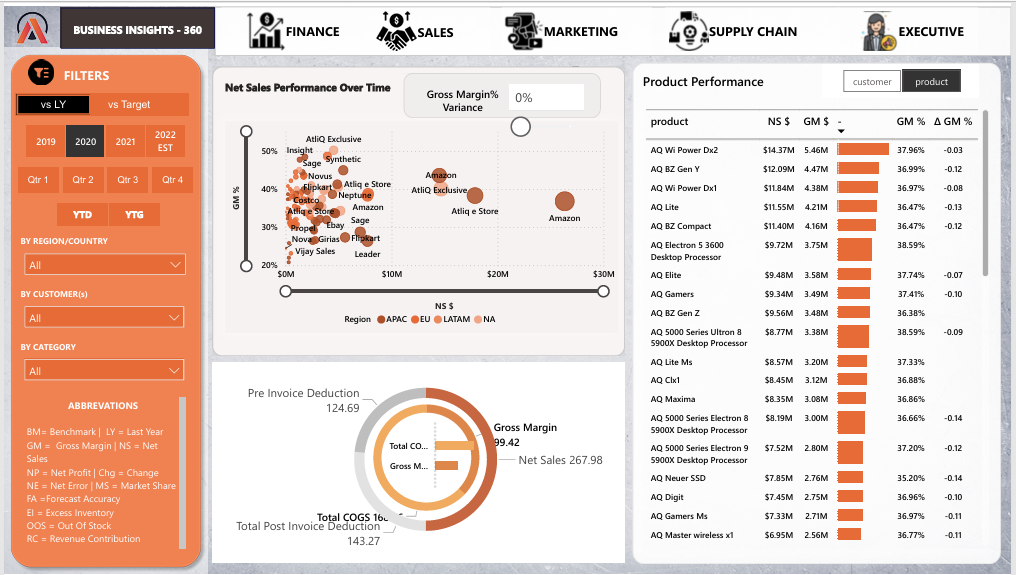 BUSINESS INSIGHTS - 360
FINANCE
SALES
MARKETING
SUPPLY CHAIN
EXECUTIVE
FILTERS
vs LY
vs Target
2019
2020
2021
2022
EST
Qtr 1
Qtr 2
Qtr 3
Qtr 4
YTD
YTG
BY REGION/COUNTRY
All
BY CUSTOMER(s)
All
BY CATEGORY
All
ABBREVATIONS
BM= Benchmark | LY = Last Year
GM = Gross Margin | NS = Net
Sales
NP = Net Profit | Chg = Change
NE = Net Error | MS = Market Share
FA =Forecast Accuracy
EI = Excess Inventory
OOS = Out Of Stock
RC = Revenue Contribution
Net Sales Performance Over Time
Gross Margin%
Variance
0%
GM %
50%
40%
30%
20%
AtliQ Exclusive
Insight
Sage
Synthetic
Novus
Flipkart
Atliq e Store
Neptune
Costco
Amazon
Atliq e Store
Sage
Propel
Ebay
Nova
Girias
Flipkart
Vijay Sales
Leader
Amazon
AtliQ Exclusive
Atliq e Store
Amazon
$0M
$10M
$20M
$30M
NS $
Region APAC EU LATAM NA
Pre Invoice Deduction
124.69
Gross Margin
99.42
Net Sales 267.98
Total CO...
Gross M...
Total COGS
Total Post Invoice Deduction
143.27
Product Performance
customer
product
product NS $ GM $ - GM % Δ GM %
AQ Wi Power Dx2 $14.37M 5.46M 37.96% -0.03
AQ BZ Gen Y $12.09M 4.47M 36.99% -0.12
AQ Wi Power Dx1 $11.84M 4.38M 36.97% -0.08
AQ Lite $11.55M 4.21M 36.47% -0.13
AQ BZ Compact $11.40M 4.16M 36.47% -0.12
AQ Electron 5 3600 $9.72M 3.75M 38.59%
Desktop Processor
AQ Elite $9.48M 3.58M 37.74% -0.07
AQ Gamers $9.34M 3.49M 37.41% -0.10
AQ BZ Gen Z $9.56M 3.48M 36.38%
AQ 5000 Series Ultron 8 $8.77M 3.38M 38.59% -0.09
5900X Desktop Processor
AQ Lite Ms $8.57M 3.20M 37.33%
AQ Clx1 $8.45M 3.12M 36.88%
AQ Maxima $8.35M 3.08M 36.86%
AQ 5000 Series Electron 8 $8.19M 3.00M 36.66% -0.14
5900X Desktop Processor
AQ 5000 Series Electron 9 $7.52M 2.80M 37.20% -0.12
5900X Desktop Processor
AQ Neuer SSD $7.85M 2.76M 35.20% -0.14
AQ Digit $7.45M 2.75M 36.96% -0.10
AQ Gamers Ms $7.33M 2.71M 36.97% -0.11
AQ Master wireless x1 $6.95M 2.56M 36.77% -0.11